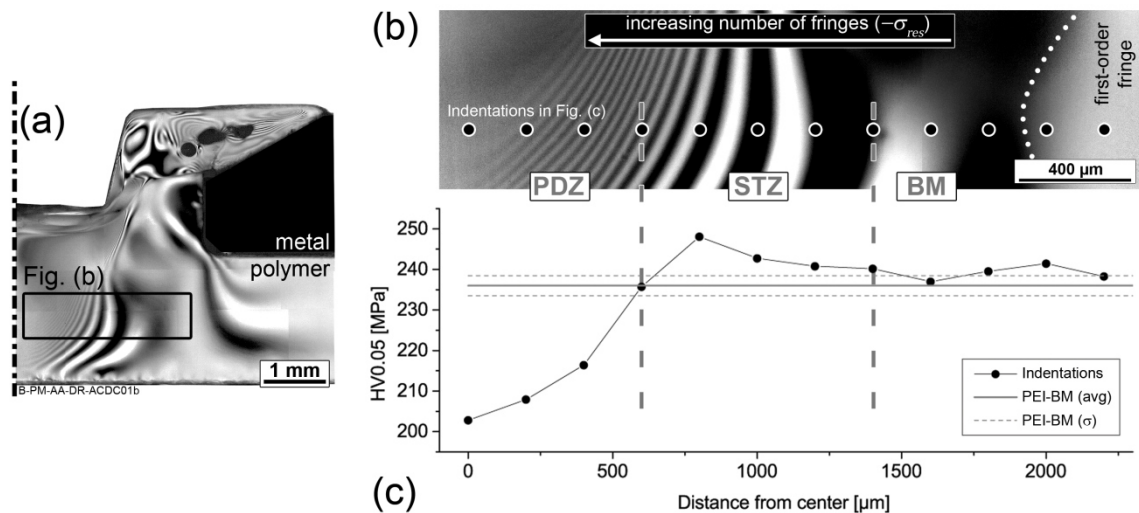 (a)
Fig. (b)
metal
polymer
1 mm
B-PM-AA-DR-ACDC01b
(b)
increasing number of fringes (−σres)
first-order
fringe
Indentations in Fig. (c)
400 µm
PDZ
STZ
BM
250
240
230
220
210
200
HV0.05 [MPa]
Indentations
PEI-BM (avg)
PEI-BM (σ)
0
500
1000
1500
2000
Distance from center [µm]
(c)